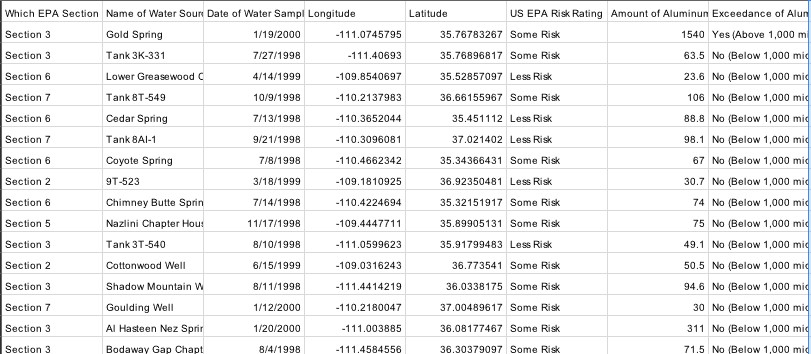 Which EPA Section Name of Water Sour Date of Water Sampl Longitude Latitude US EPA Risk Rating Amount of Aluminum Exceedance of Alum
Section 3 Gold Spring 1/19/2000 -111.0745795 35.76783267 Some Risk 1540 Yes (Above 1,000 mi
Section 3 Tank 3K-331 7/27/1998 -111.40693 35.76896817 Some Risk 63.5 No (Below 1,000 mic
Section 6 Lower Greasewood C 4/14/1999 -109.8540697 35.52857097 Less Risk 23.6 No (Below 1,000 mic
Section 7 Tank 8T-549 10/9/1998 -110.2137983 36.66155967 Some Risk 106 No (Below 1,000 mic
Section 6 Cedar Spring 7/13/1998 -110.3652044 35.451112 Less Risk 88.8 No (Below 1,000 mic
Section 7 Tank 8AI-1 9/21/1998 -110.3096081 37.021402 Less Risk 98.1 No (Below 1,000 mic
Section 6 Coyote Spring 7/8/1998 -110.4662342 35.34366431 Some Risk 67 No (Below 1,000 mic
Section 2 9T-523 3/18/1999 -109.1810925 36.92350481 Less Risk 30.7 No (Below 1,000 mic
Section 6 Chimney Butte Sprin 7/14/1998 -110.4224694 35.32151917 Some Risk 74 No (Below 1,000 mic
Section 5 Nazlini Chapter Hous 11/17/1998 -109.4447711 35.89905131 Some Risk 75 No (Below 1,000 mic
Section 3 Tank 3T-540 8/10/1998 -111.0599623 35.91799483 Less Risk 49.1 No (Below 1,000 mic
Section 2 Cottonwood Well 6/15/1999 -109.0316243 36.773541 Some Risk 50.5 No (Below 1,000 mic
Section 3 Shadow Mountain W 8/11/1998 -111.4414219 36.0338175 Some Risk 94.6 No (Below 1,000 mic
Section 7 Goulding Well 1/12/2000 -110.2180047 37.00489617 Some Risk 30 No (Below 1,000 mic
Section 3 Al Hasteen Nez Sprin 1/20/2000 -111.003885 36.08177467 Some Risk 311 No (Below 1,000 mic
Section 3 Bodaway Gap Chapt 8/4/1998 -111.4584556 36.30379097 Some Risk 71.5 No (Below 1,000 mic